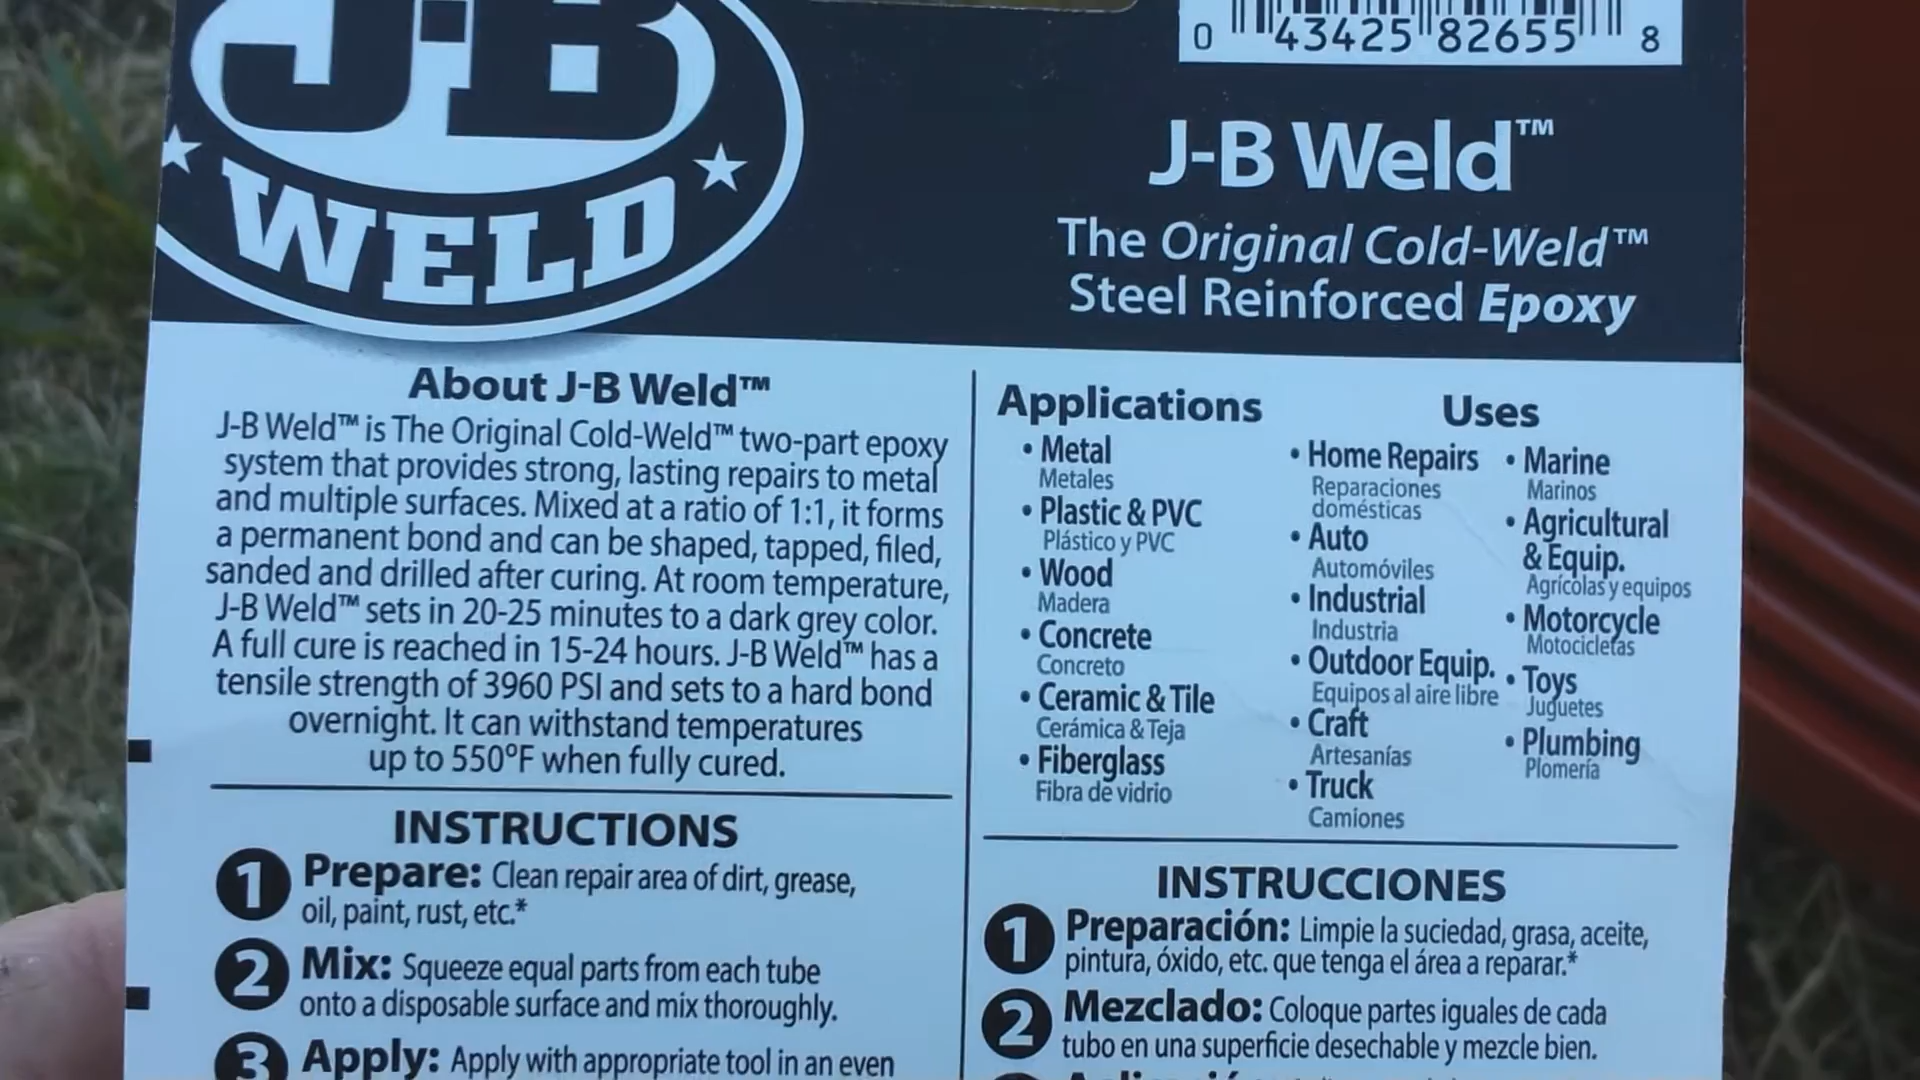 J-B
WELD
0 43425 82655 8
J-B Weld™
The Original Cold-Weld™
Steel Reinforced Epoxy
About J-B Weld™
J-B Weld™ is The Original Cold-Weld™ two-part epoxy
system that provides strong, lasting repairs to metal
and multiple surfaces. Mixed at a ratio of 1:1, it forms
a permanent bond and can be shaped, tapped, filed,
sanded and drilled after curing. At room temperature,
J-B Weld™ sets in 20-25 minutes to a dark grey color.
A full cure is reached in 15-24 hours. J-B Weld™ has a
tensile strength of 3960 PSI and sets to a hard bond
overnight. It can withstand temperatures
up to 550°F when fully cured.
INSTRUCTIONS
1 Prepare: Clean repair area of dirt, grease,
oil, paint, rust, etc.*
2 Mix: Squeeze equal parts from each tube
onto a disposable surface and mix thoroughly.
3 Apply: Apply with appropriate tool in an even
Applications
• Metal
Metales
• Plastic & PVC
Plástico y PVC
• Wood
Madera
• Concrete
Concreto
• Ceramic & Tile
Cerámica & Teja
• Fiberglass
Fibra de vidrio
Uses
• Home Repairs
Reparaciones
domésticas
• Auto
Automóviles
• Industrial
Industria
• Outdoor Equip.
Equipos al aire libre
• Craft
Artesanías
• Truck
Camiones
• Marine
Marinos
• Agricultural
& Equip.
Agrícolas y equipos
• Motorcycle
Motocicletas
• Toys
Juguetes
• Plumbing
Plomería
INSTRUCCIONES
1 Preparación: Limpie la suciedad, grasa, aceite,
pintura, óxido, etc. que tenga el área a reparar.*
2 Mezclado: Coloque partes iguales de cada
tubo en una superficie desechable y mezcle bien.